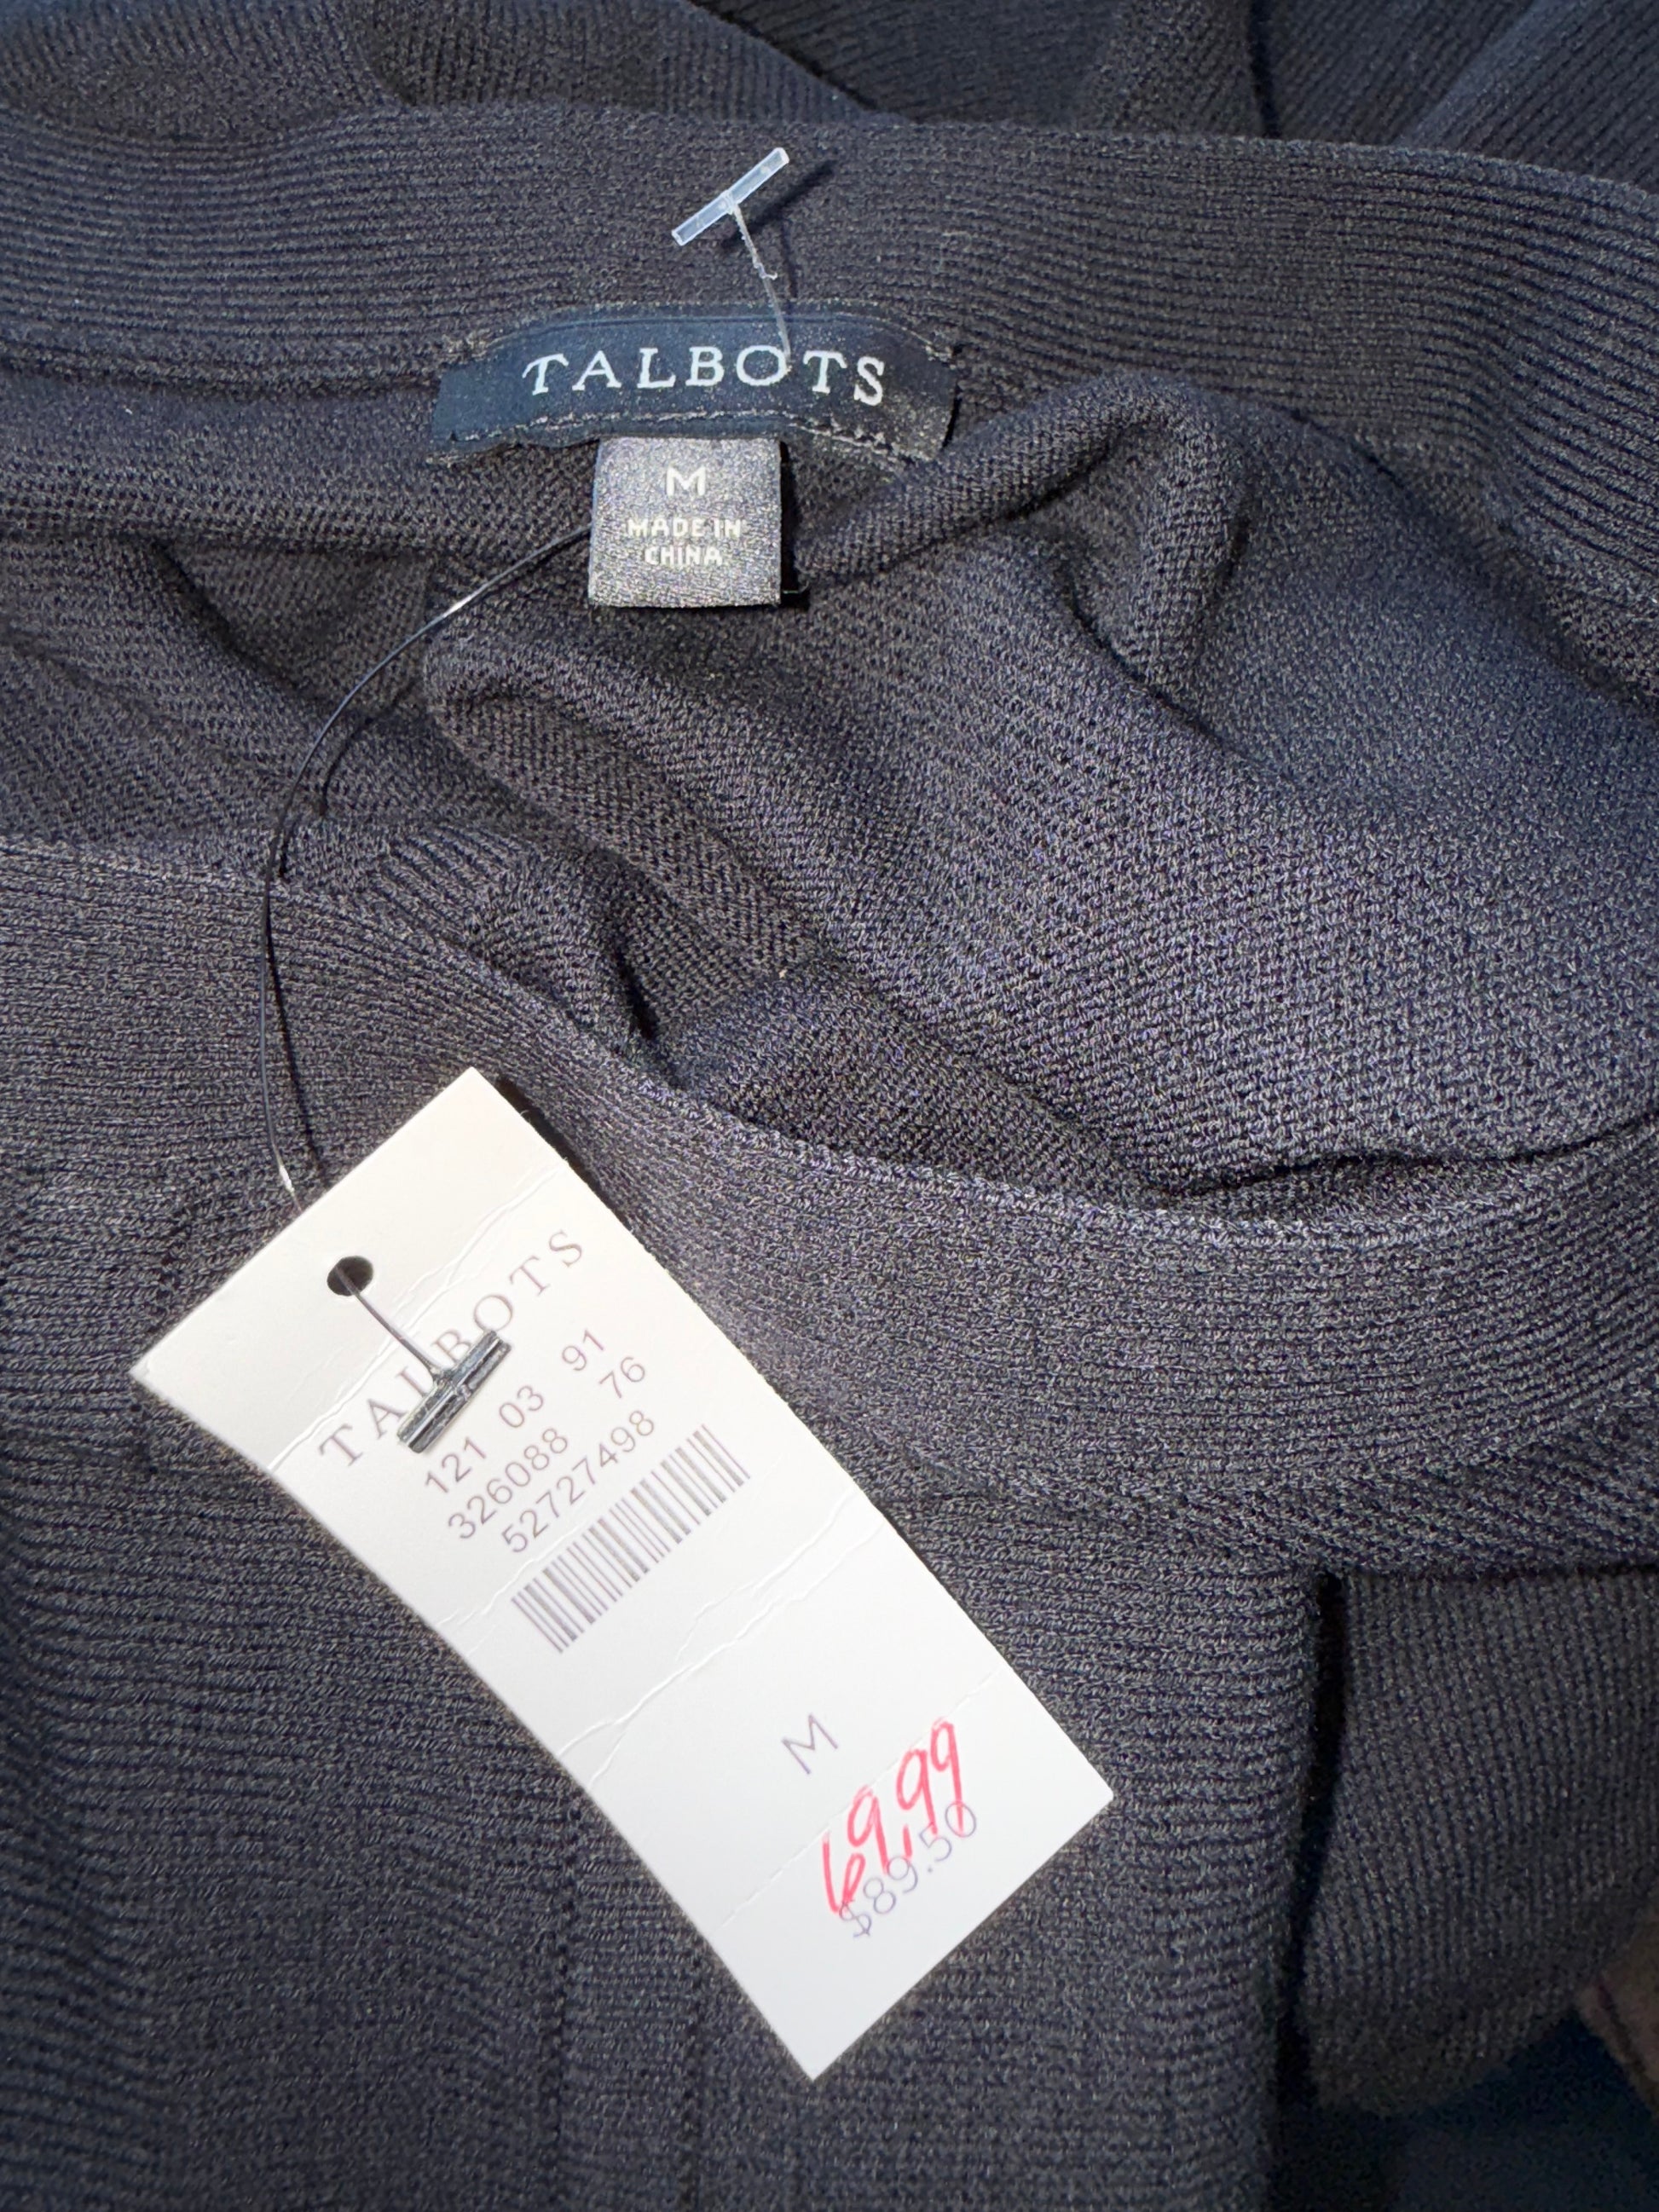 TALBOTS
M
MADE IN
CHINA
TALBOTS
121 03 91
326088 76
52727498
M
69.99
$89.50